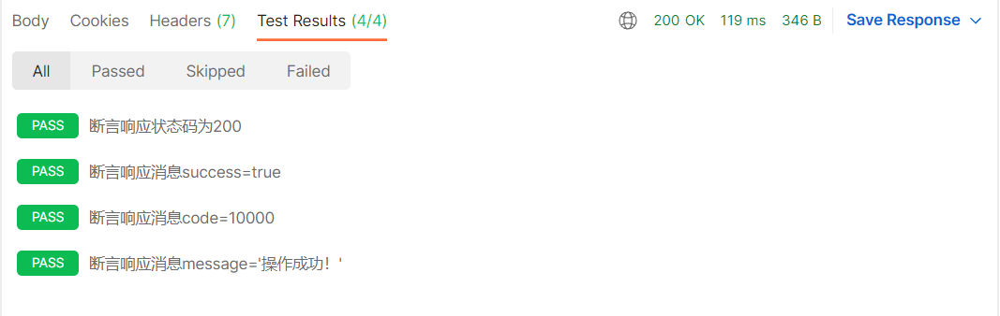 Body Cookies Headers (7) Test Results (4/4) 200 OK 119 ms 346 B Save Response
All Passed Skipped Failed
PASS 断言响应状态码为200
PASS 断言响应消息success=true
PASS 断言响应消息code=10000
PASS 断言响应消息message='操作成功！'